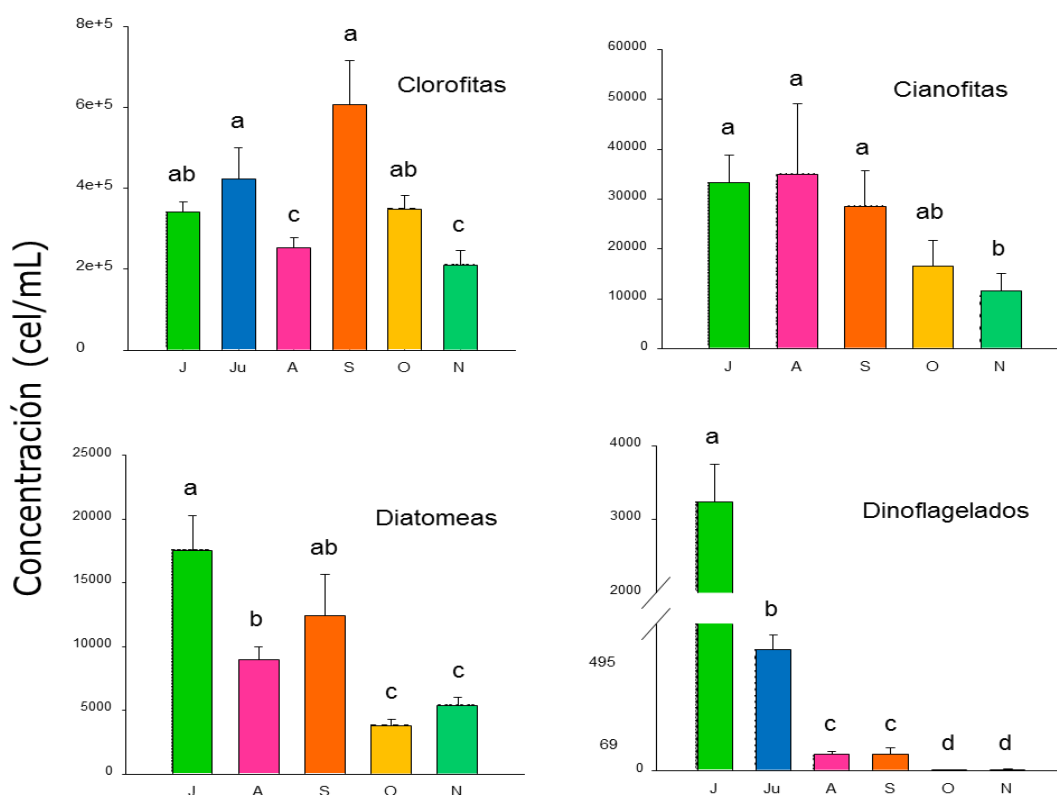 Concentración (cel/mL)
Clorofitas
8e+5
6e+5
4e+5
2e+5
0
ab
a
c
a
ab
c
J Ju A S O N
Cianofitas
60000
50000
40000
30000
20000
10000
0
a
a
a
ab
b
J A S O N
Diatomeas
25000
20000
15000
10000
5000
0
a
b
ab
c
c
J A S O N
Dinoflagelados
4000
3000
2000
495
69
0
a
b
c
c
d
d
J Ju A S O N